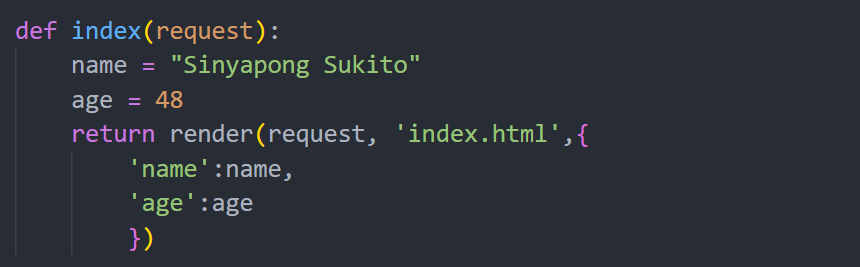 def index(request):
    name = "Sinyapong Sukito"
    age = 48
    return render(request, 'index.html',{
        'name':name,
        'age':age
        })